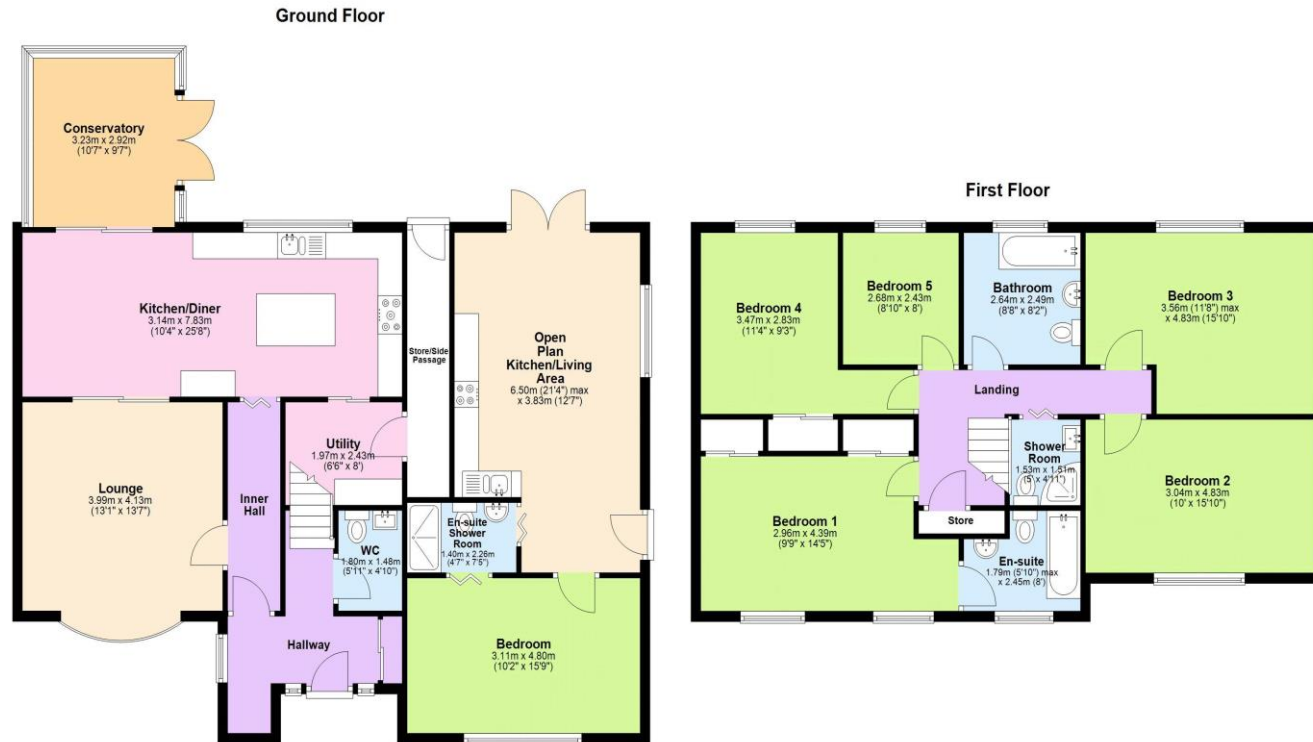 Ground Floor
Conservatory
3.23m x 2.92m
(10'7" x 9'7")
Kitchen/Diner
3.14m x 7.83m
(10'4" x 25'8")
Store/Side
Passage
Open
Plan
Kitchen/Living
Area
6.50m (21'4") max
x 3.83m (12'7")
Utility
1.97m x 2.43m
(6'6" x 8')
Lounge
3.99m x 4.13m
(13'1" x 13'7")
Inner
Hall
WC
1.80m x 1.48m
(5'11" x 4'10")
En-suite
Shower
Room
1.40m x 2.26m
(4'7" x 7'5")
Hallway
Bedroom
3.11m x 4.80m
(10'2" x 15'9")
First Floor
Bedroom 4
3.47m x 2.83m
(11'4" x 9'3")
Bedroom 5
2.68m x 2.43m
(8'10" x 8')
Bathroom
2.64m x 2.49m
(8'8" x 8'2")
Bedroom 3
3.56m (11'8") max
x 4.83m (15'10")
Landing
Shower
Room
1.53m x 1.51m
(5' x 4'11")
Bedroom 2
3.04m x 4.83m
(10' x 15'10")
Bedroom 1
2.96m x 4.39m
(9'9" x 14'5")
Store
En-suite
1.79m (5'10") max
x 2.45m (8')